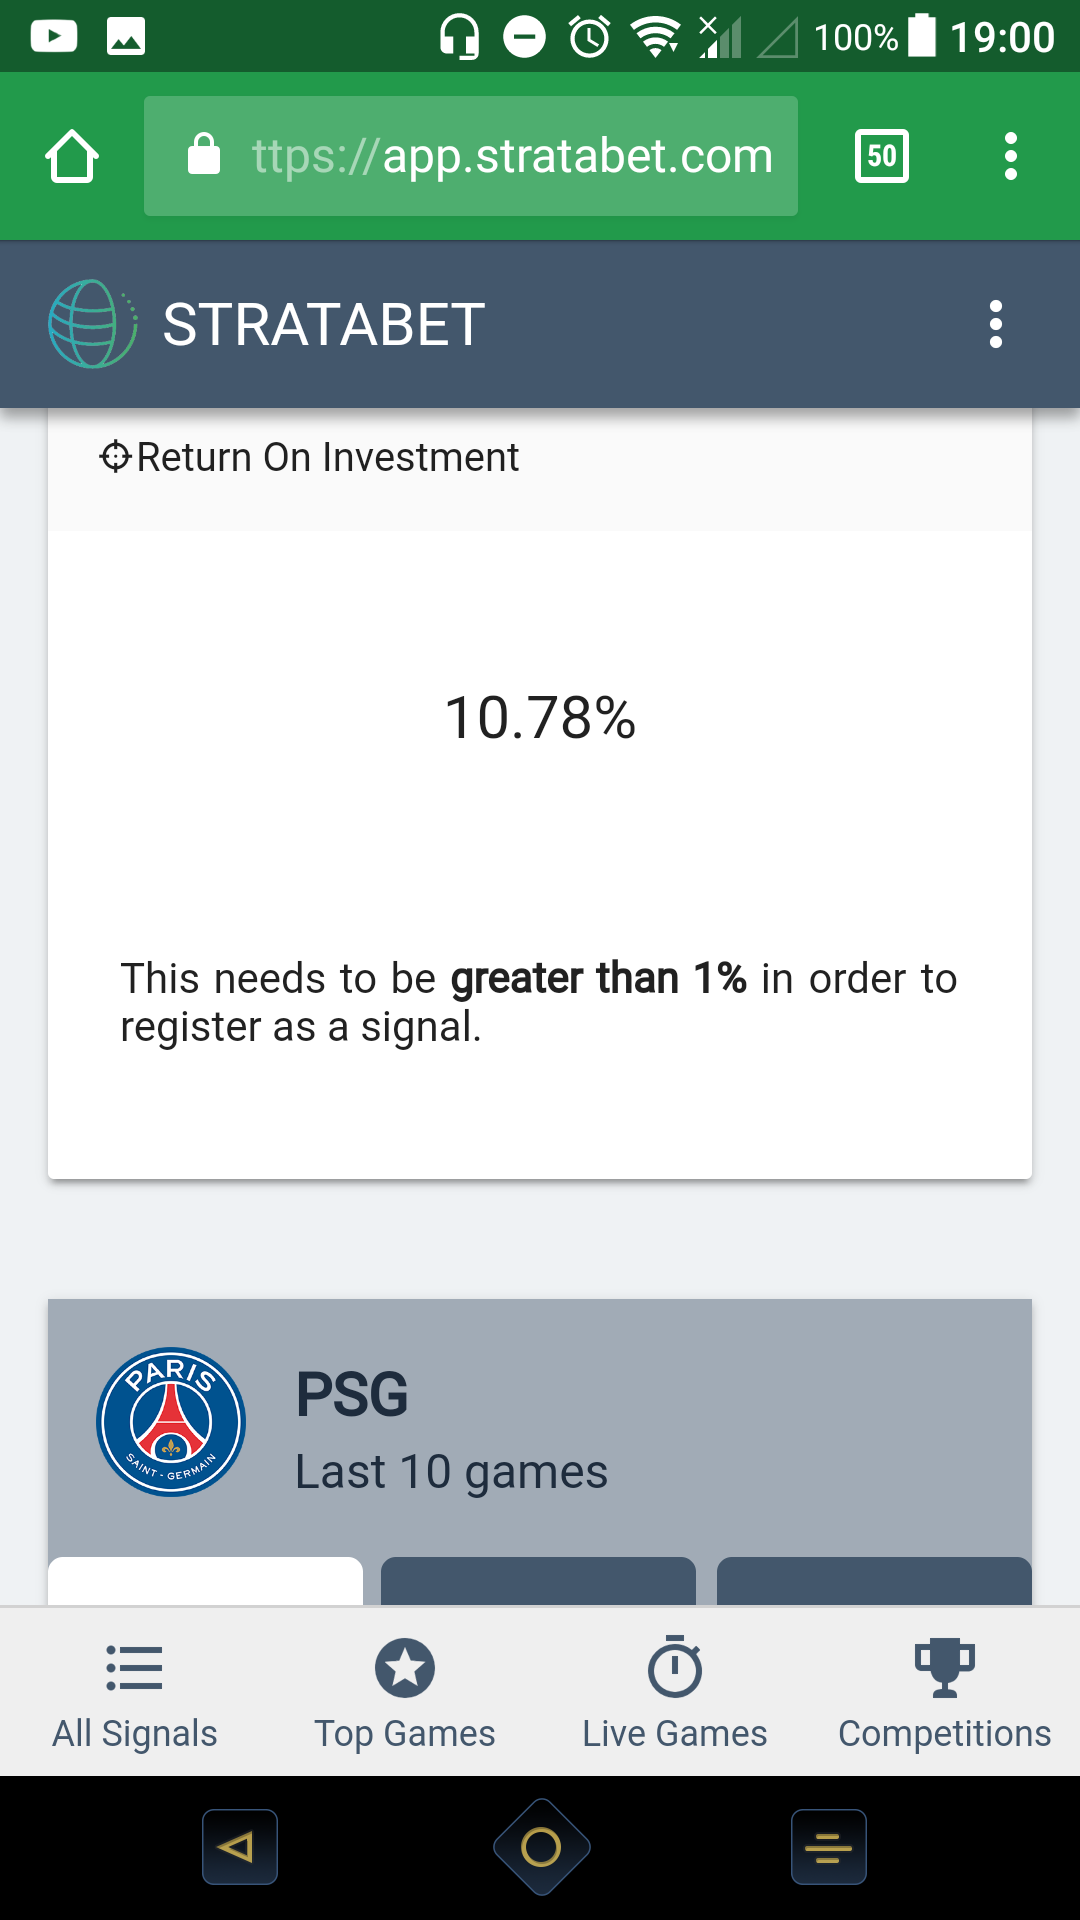 100% 19:00
ttps://app.stratabet.com 50
STRATABET
Return On Investment
10.78%
This needs to be greater than 1% in order to
register as a signal.
PARIS
SAINT - GERMAIN
PSG
Last 10 games
All Signals Top Games Live Games Competitions